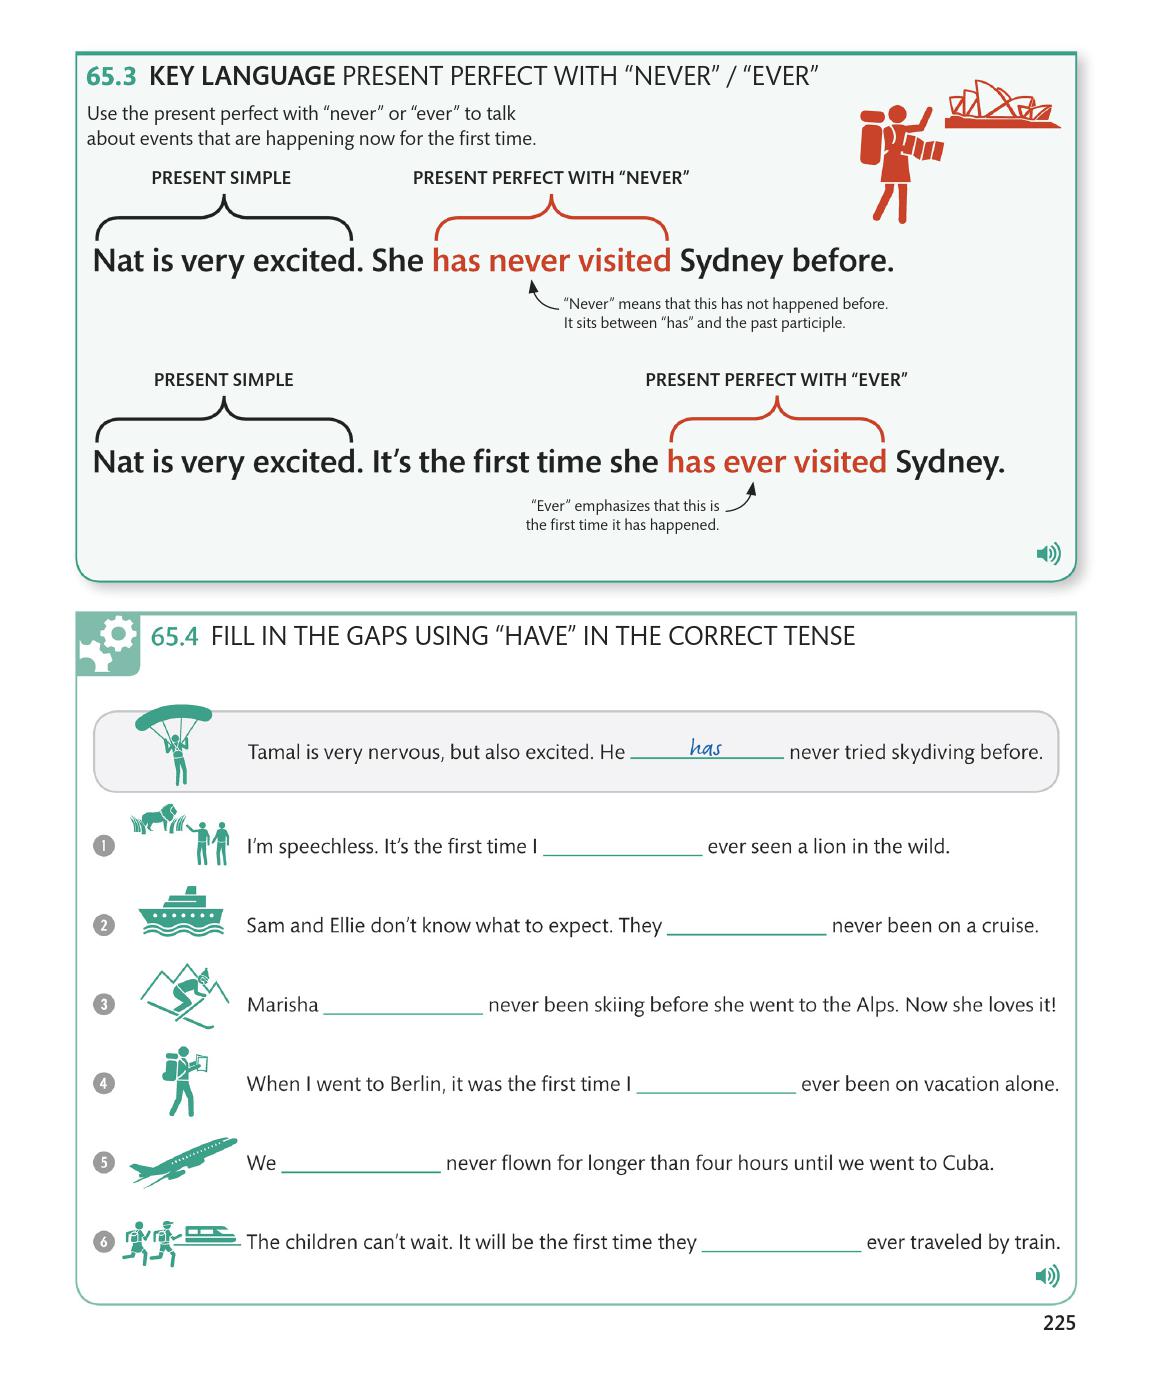 65.3 KEY LANGUAGE PRESENT PERFECT WITH “NEVER” / “EVER”
Use the present perfect with “never” or “ever” to talk
about events that are happening now for the first time.
PRESENT SIMPLE PRESENT PERFECT WITH “NEVER”
Nat is very excited. She has never visited Sydney before.
“Never” means that this has not happened before.
It sits between “has” and the past participle.
PRESENT SIMPLE PRESENT PERFECT WITH “EVER”
Nat is very excited. It’s the first time she has ever visited Sydney.
“Ever” emphasizes that this is
the first time it has happened.
65.4 FILL IN THE GAPS USING “HAVE” IN THE CORRECT TENSE
Tamal is very nervous, but also excited. He has never tried skydiving before.
1 I’m speechless. It’s the first time I ____ ever seen a lion in the wild.
2 Sam and Ellie don’t know what to expect. They ____ never been on a cruise.
3 Marisha ____ never been skiing before she went to the Alps. Now she loves it!
4 When I went to Berlin, it was the first time I ____ ever been on vacation alone.
5 We ____ never flown for longer than four hours until we went to Cuba.
6 The children can’t wait. It will be the first time they ____ ever traveled by train.
225